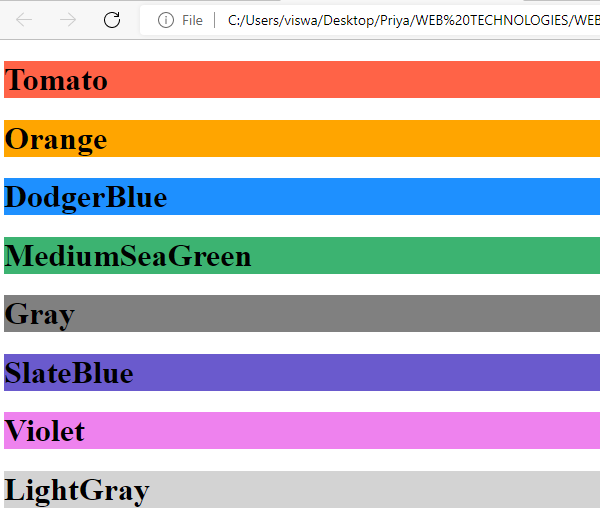 File | C:/Users/viswa/Desktop/Priya/WEB%20TECHNOLOGIES/WEB
Tomato
Orange
DodgerBlue
MediumSeaGreen
Gray
SlateBlue
Violet
LightGray